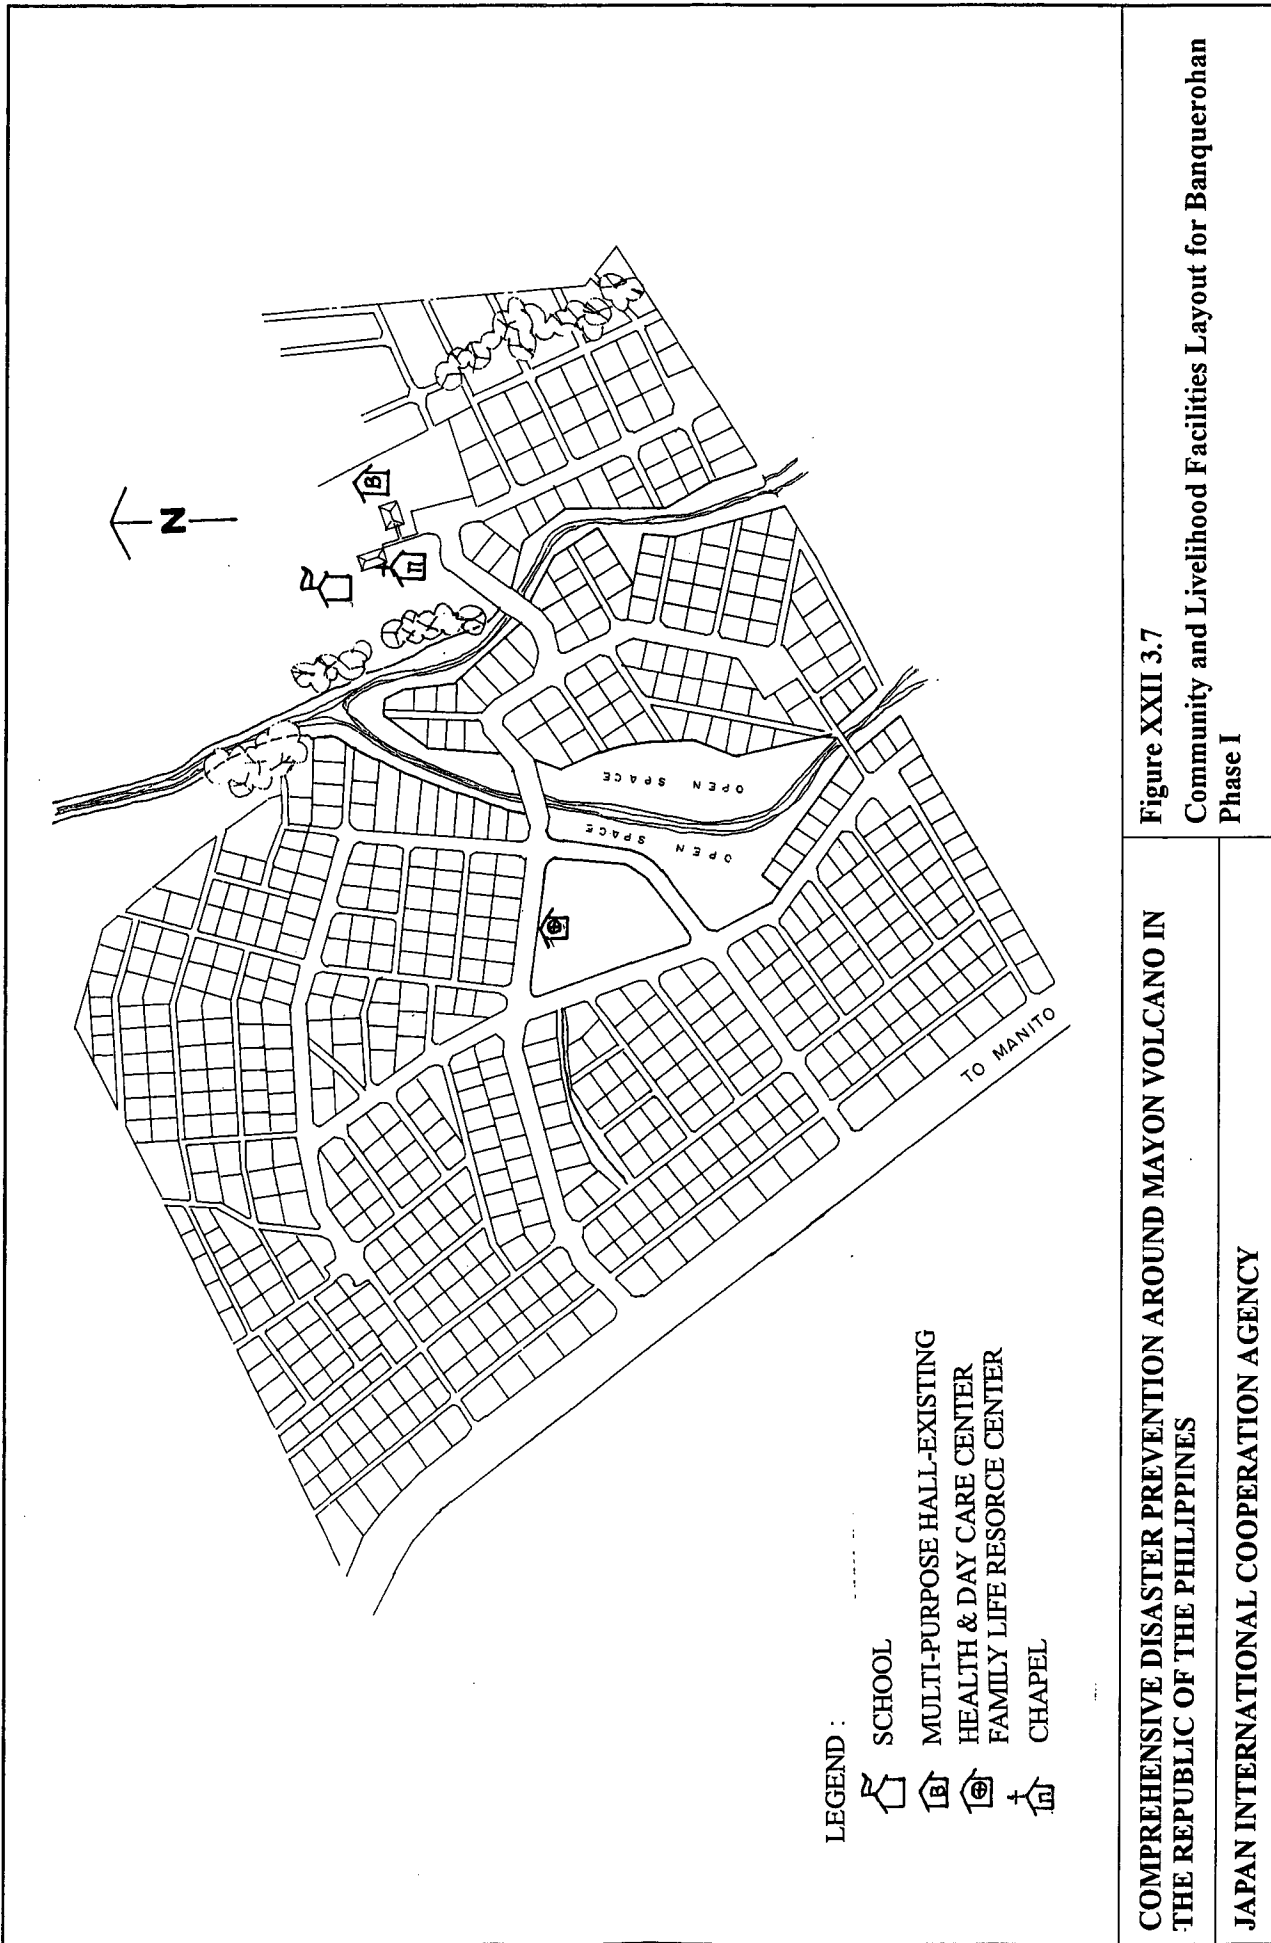 N
B
OPEN SPACE
OPEN SPACE
TO MANITO
LEGEND :
SCHOOL
B MULTI-PURPOSE HALL-EXISTING
HEALTH & DAY CARE CENTER
FAMILY LIFE RESORCE CENTER
CHAPEL
COMPREHENSIVE DISASTER PREVENTION AROUND MAYON VOLCANO IN
THE REPUBLIC OF THE PHILIPPINES
JAPAN INTERNATIONAL COOPERATION AGENCY
Figure XXII 3.7
Community and Livelihood Facilities Layout for Banquerohan
Phase I